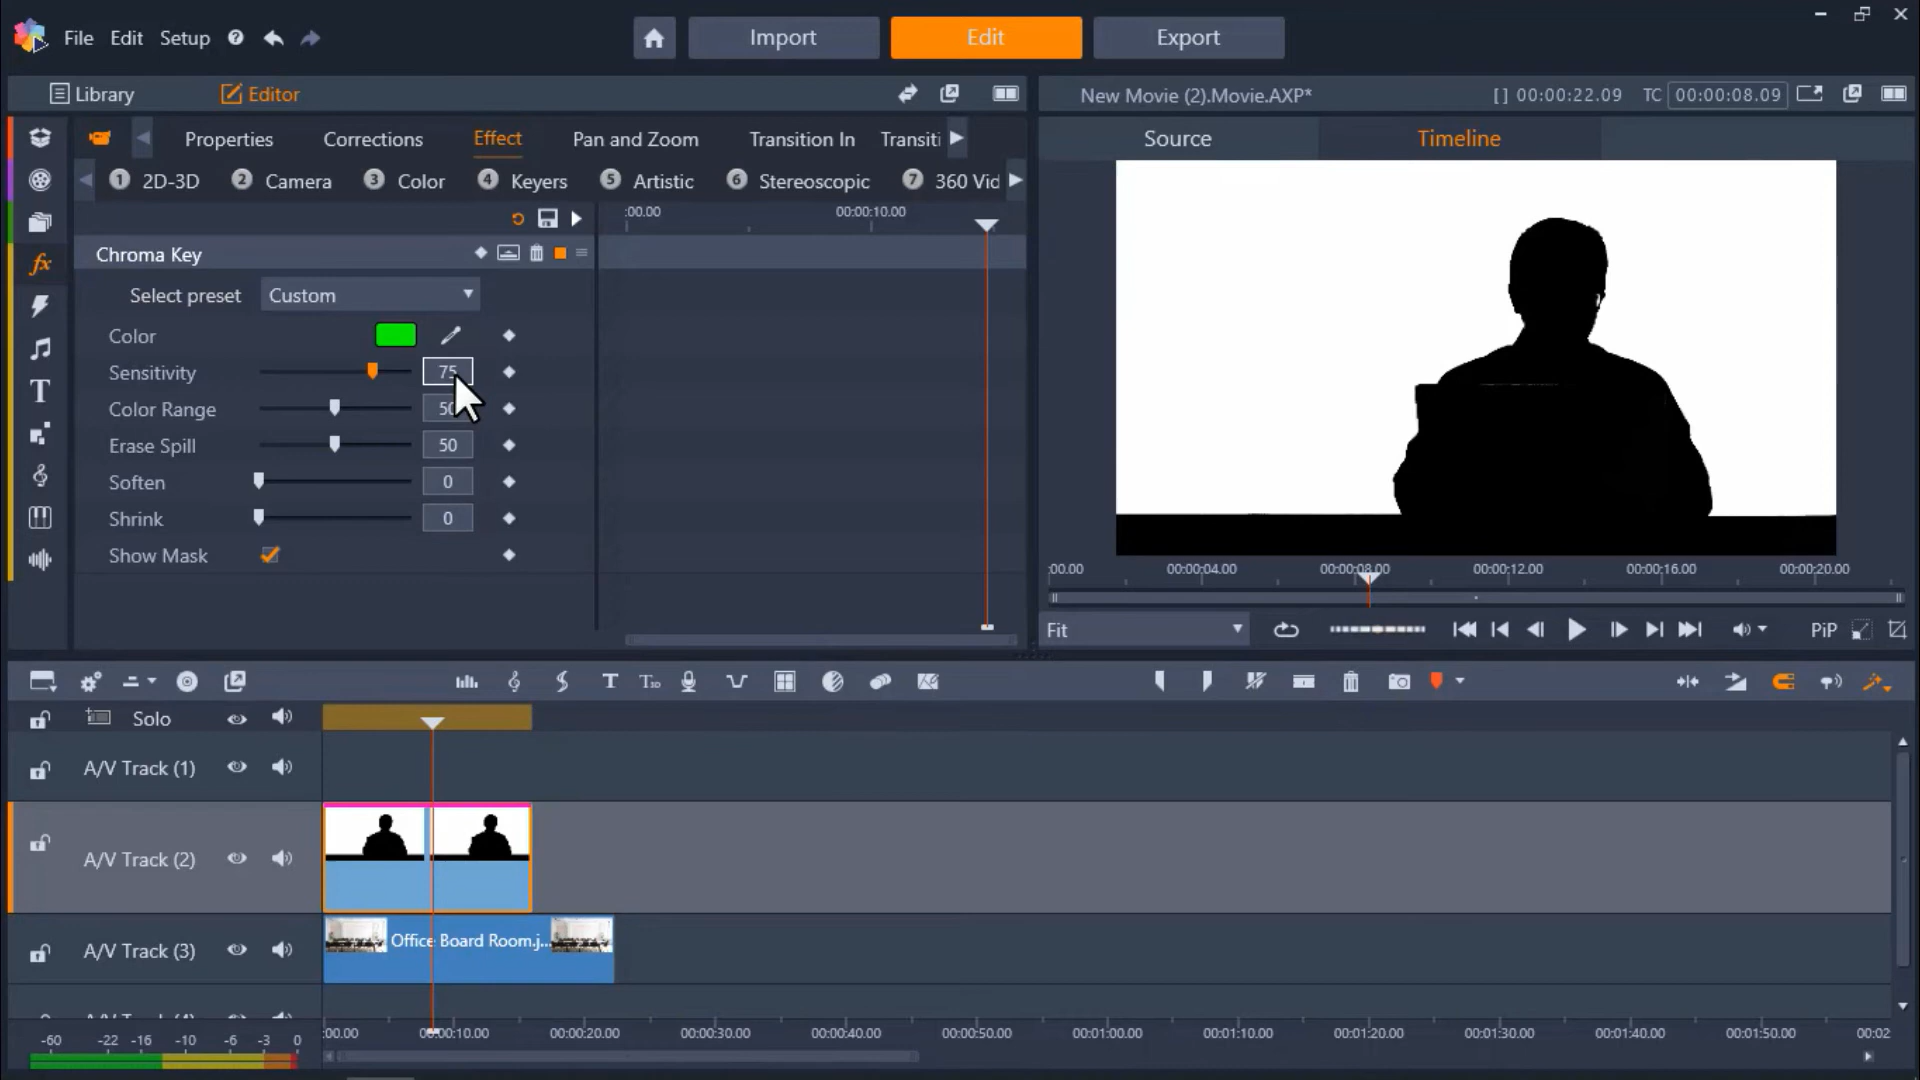 File Edit Setup ? Import Edit Export
Library Editor New Movie (2).Movie.AXP* [ ] 00:00:22.09 TC 00:00:08.09
Properties Corrections Effect Pan and Zoom Transition In Transiti Source Timeline
1 2D-3D 2 Camera 3 Color 4 Keyers 5 Artistic 6 Stereoscopic 7 360 Vid
:00.00 00:00:10.00
Chroma Key
Select preset Custom
Color
Sensitivity 75
Color Range 50
Erase Spill 50
Soften 0
Shrink 0
Show Mask
:00.00 00:00:04.00 00:00:08.00 00:00:12.00 00:00:16.00 00:00:20.00
Fit PiP
Solo
A/V Track (1)
A/V Track (2)
A/V Track (3) Office Board Room.j...
:00.00 00:00:10.00 00:00:20.00 00:00:30.00 00:00:40.00 00:00:50.00 00:01:00.00 00:01:10.00 00:01:20.00 00:01:30.00 00:01:40.00 00:01:50.00 00:02
-60 -22 -16 -10 -6 -3 0